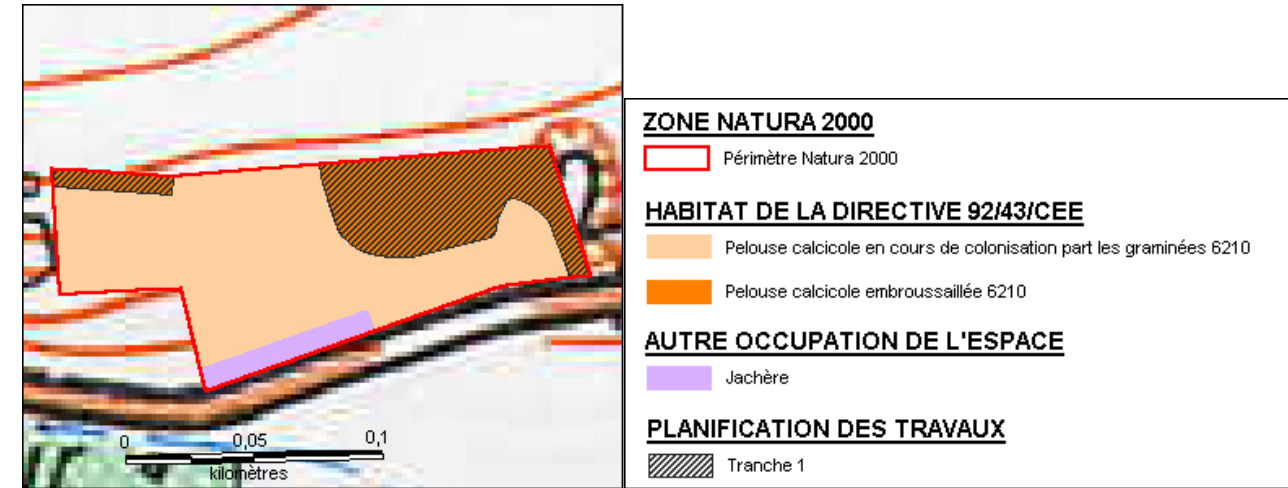 0 0,05 0,1
kilomètres
ZONE NATURA 2000
Périmètre Natura 2000
HABITAT DE LA DIRECTIVE 92/43/CEE
Pelouse calcicole en cours de colonisation part les graminées 6210
Pelouse calcicole embroussaillée 6210
AUTRE OCCUPATION DE L'ESPACE
Jachère
PLANIFICATION DES TRAVAUX
Tranche 1